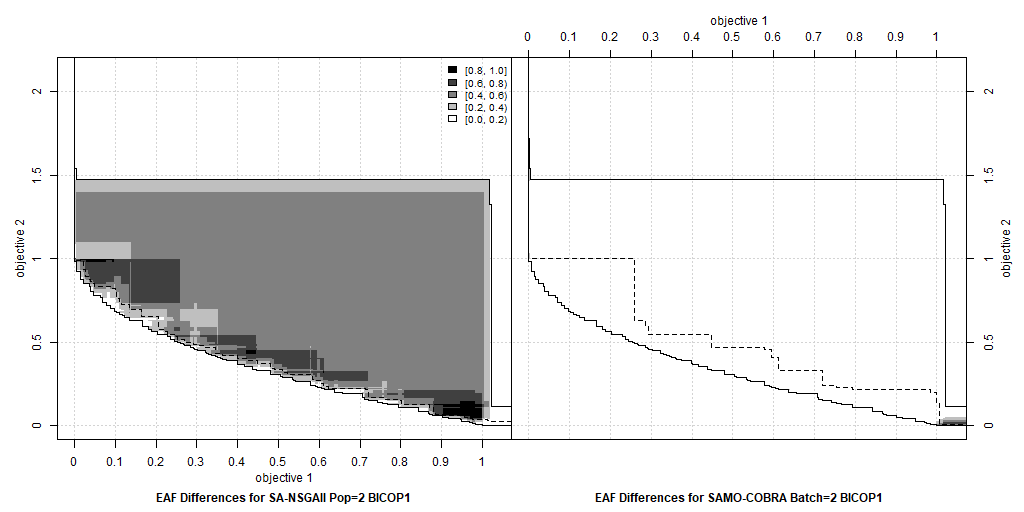 objective 1
0 0.1 0.2 0.3 0.4 0.5 0.6 0.7 0.8 0.9 1
[0.8, 1.0]
[0.6, 0.8)
[0.4, 0.6)
[0.2, 0.4)
[0.0, 0.2)
objective 2
0 0.5 1 1.5 2
0 0.5 1 1.5 2
objective 2
0 0.1 0.2 0.3 0.4 0.5 0.6 0.7 0.8 0.9 1
objective 1
EAF Differences for SA-NSGAII Pop=2 BICOP1
EAF Differences for SAMO-COBRA Batch=2 BICOP1